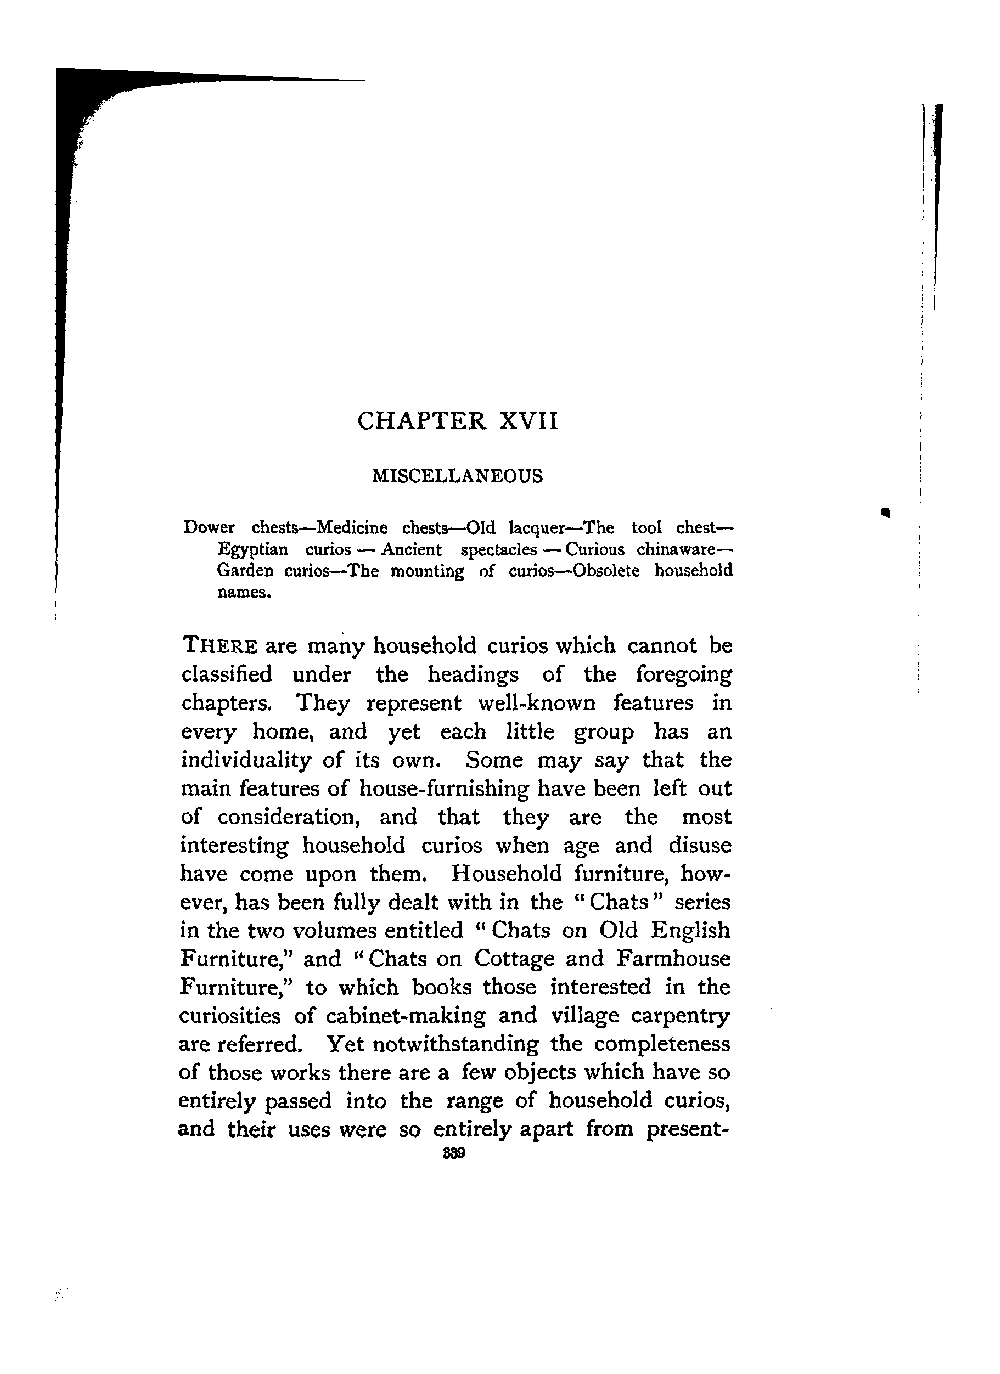 CHAPTER XVII
MISCELLANEOUS
Dower chests—Medicine chests—Old lacquer—The tool chest—
Egyptian curios — Ancient spectacles — Curious chinaware—
Garden curios—The mounting of curios—Obsolete household
names.
THERE are many household curios which cannot be
classified under the headings of the foregoing
chapters. They represent well-known features in
every home, and yet each little group has an
individuality of its own. Some may say that the
main features of house-furnishing have been left out
of consideration, and that they are the most
interesting household curios when age and disuse
have come upon them. Household furniture, how-
ever, has been fully dealt with in the “Chats” series
in the two volumes entitled “Chats on Old English
Furniture,” and “Chats on Cottage and Farmhouse
Furniture,” to which books those interested in the
curiosities of cabinet-making and village carpentry
are referred. Yet notwithstanding the completeness
of those works there are a few objects which have so
entirely passed into the range of household curios,
and their uses were so entirely apart from present-
339